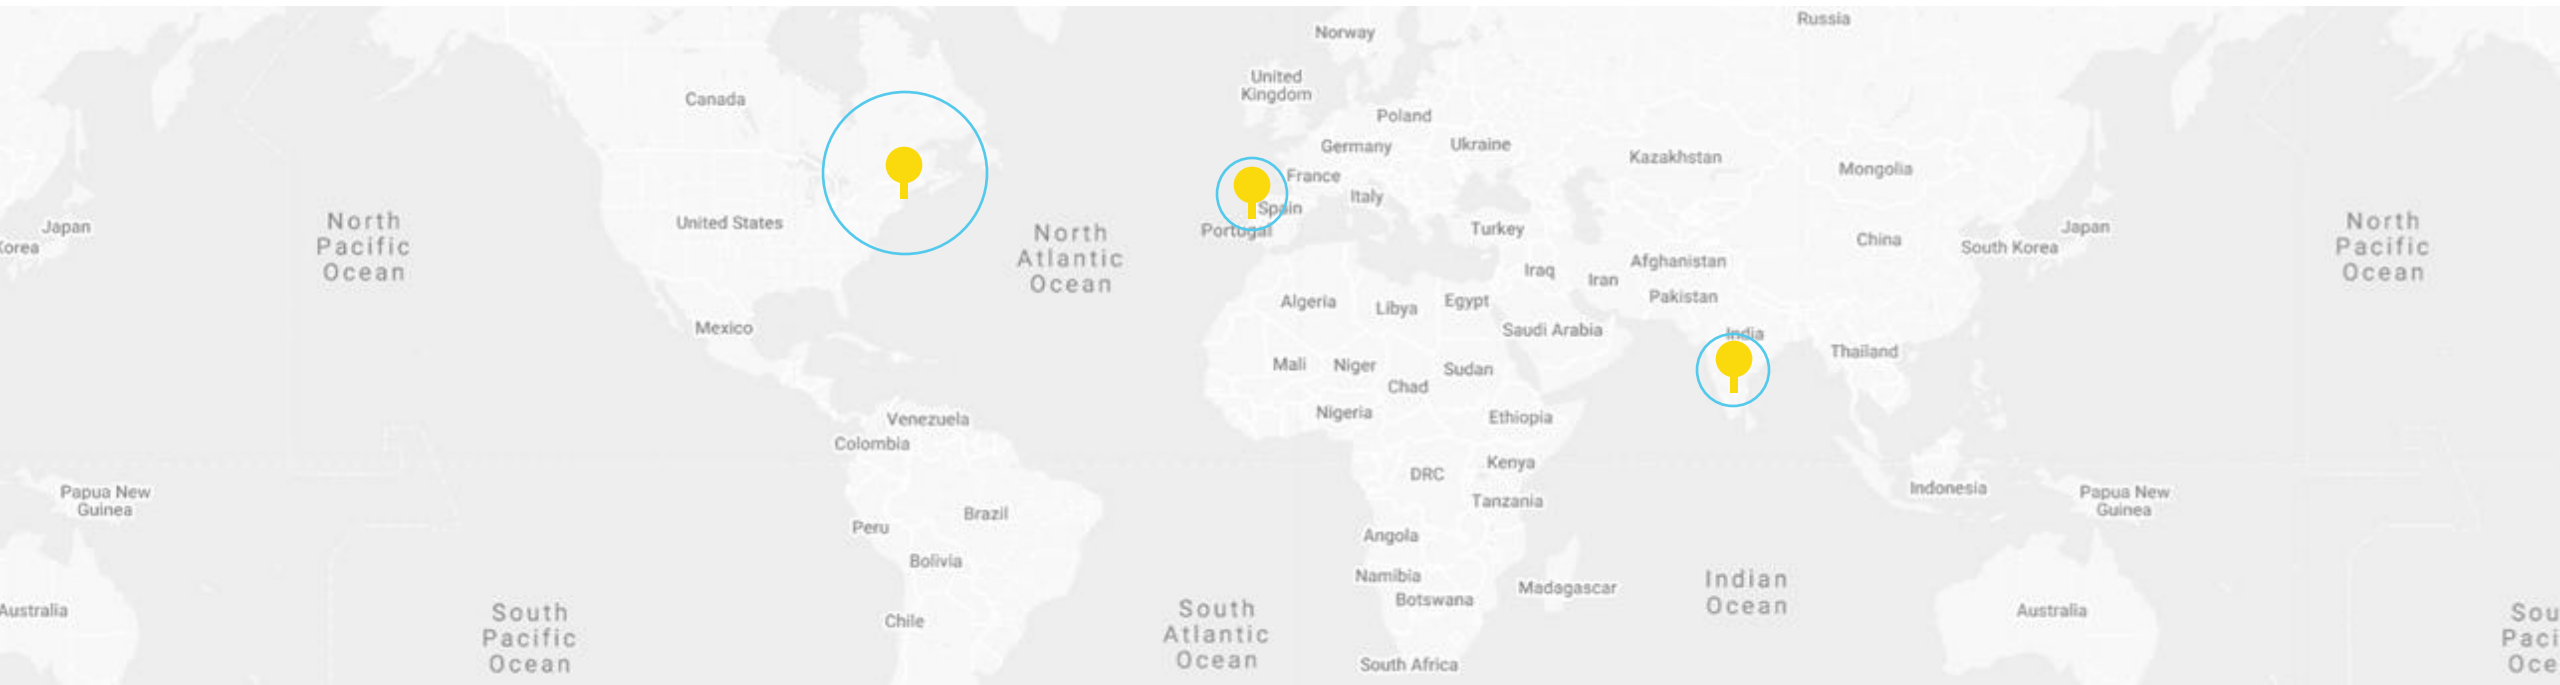 Russia
Norway
United
Kingdom
Canada
Poland
Germany
Ukraine
Kazakhstan
Mongolia
France
Italy
Spain
Portugal
North
Pacific
Ocean
Japan
Korea
United States
North
Atlantic
Ocean
Turkey
China
South Korea
Japan
North
Pacific
Ocean
Iraq
Iran
Afghanistan
Pakistan
Algeria
Libya
Egypt
Saudi Arabia
India
Thailand
Mexico
Mali
Niger
Chad
Sudan
Nigeria
Ethiopia
Venezuela
Colombia
DRC
Kenya
Tanzania
Indonesia
Papua New
Guinea
Papua New
Guinea
Peru
Brazil
Bolivia
Angola
Namibia
Botswana
Madagascar
Indian
Ocean
Australia
Australia
South
Pacific
Ocean
Chile
South
Atlantic
Ocean
South Africa
Sou
Paci
Oce